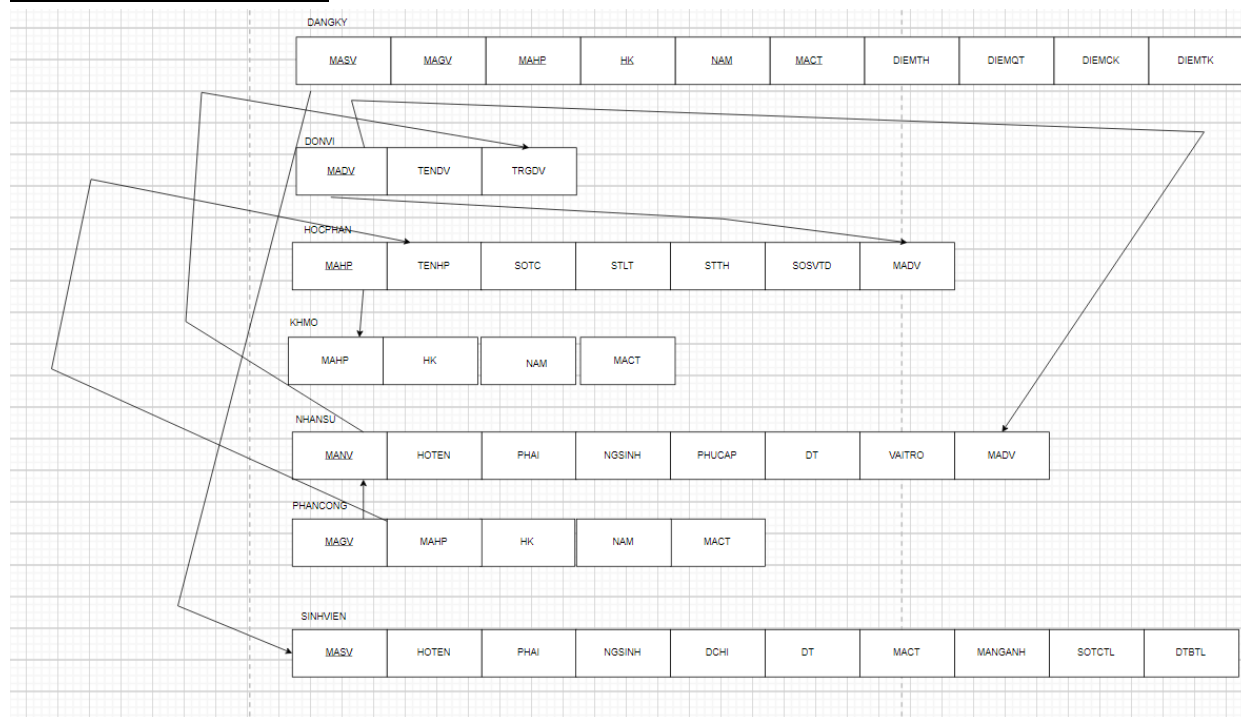 DANGKY
MASV MAGV MAHP HK NAM MACT DIEMTH DIEMQT DIEMCK DIEMTK
DONVI
MADV TENDV TRGDV
HOCPHAN
MAHP TENHP SOTC STLT STTH SOSVTD MADV
KHMO
MAHP HK NAM MACT
NHANSU
MANV HOTEN PHAI NGSINH PHUCAP DT VAITRO MADV
PHANCONG
MAGV MAHP HK NAM MACT
SINHVIEN
MASV HOTEN PHAI NGSINH DCHI DT MACT MANGANH SOTCTL DTBTL